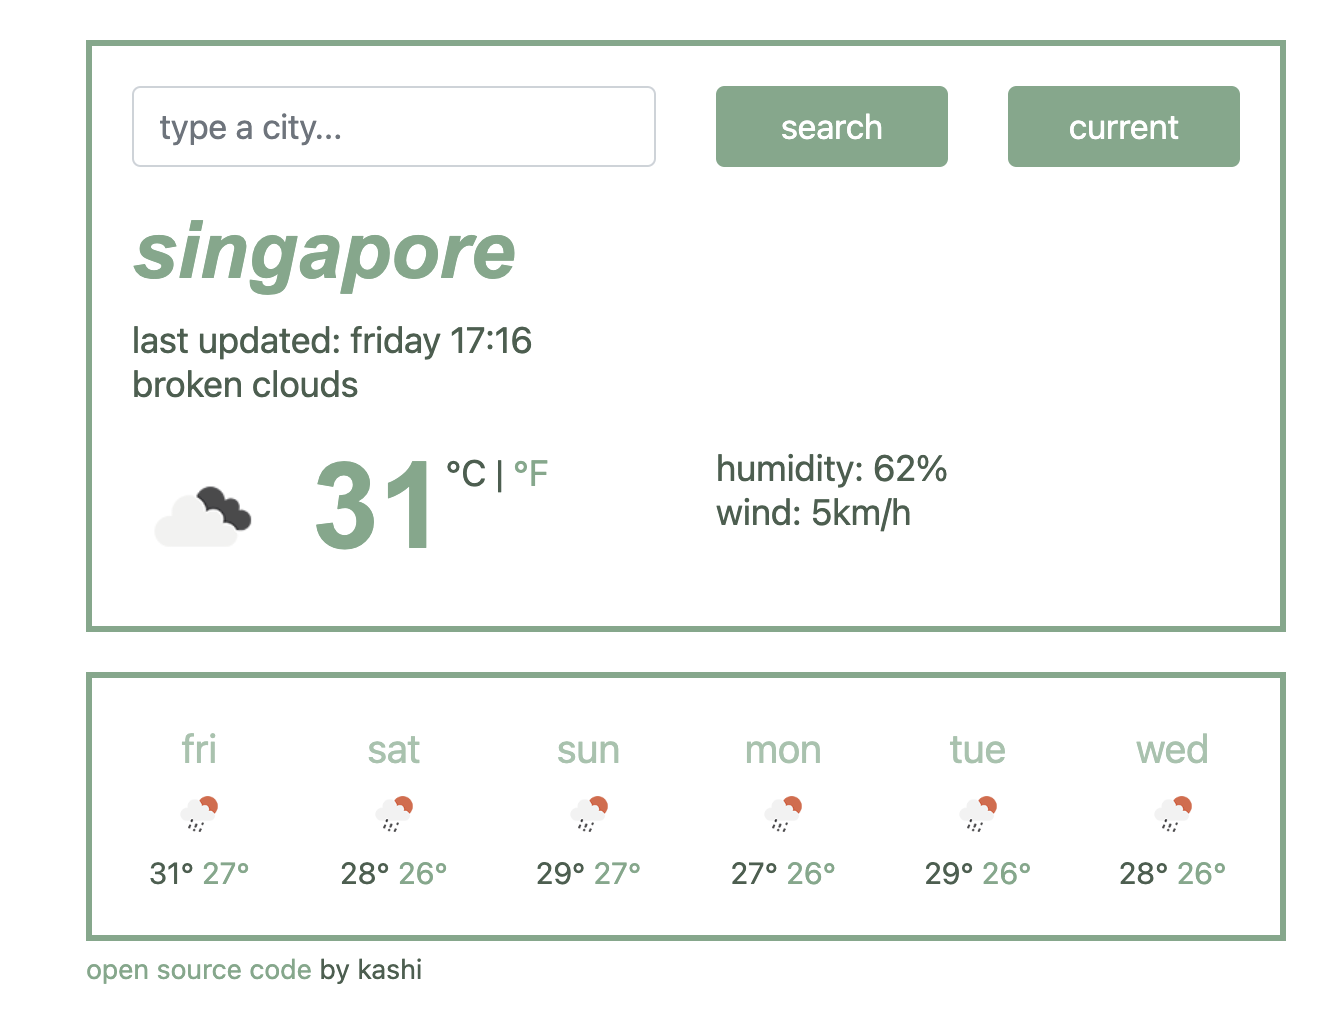 type a city...
search
current
singapore
last updated: friday 17:16
broken clouds
31 °C | °F
humidity: 62%
wind: 5km/h
fri sat sun mon tue wed
31° 27° 28° 26° 29° 27° 27° 26° 29° 26° 28° 26°
open source code by kashi